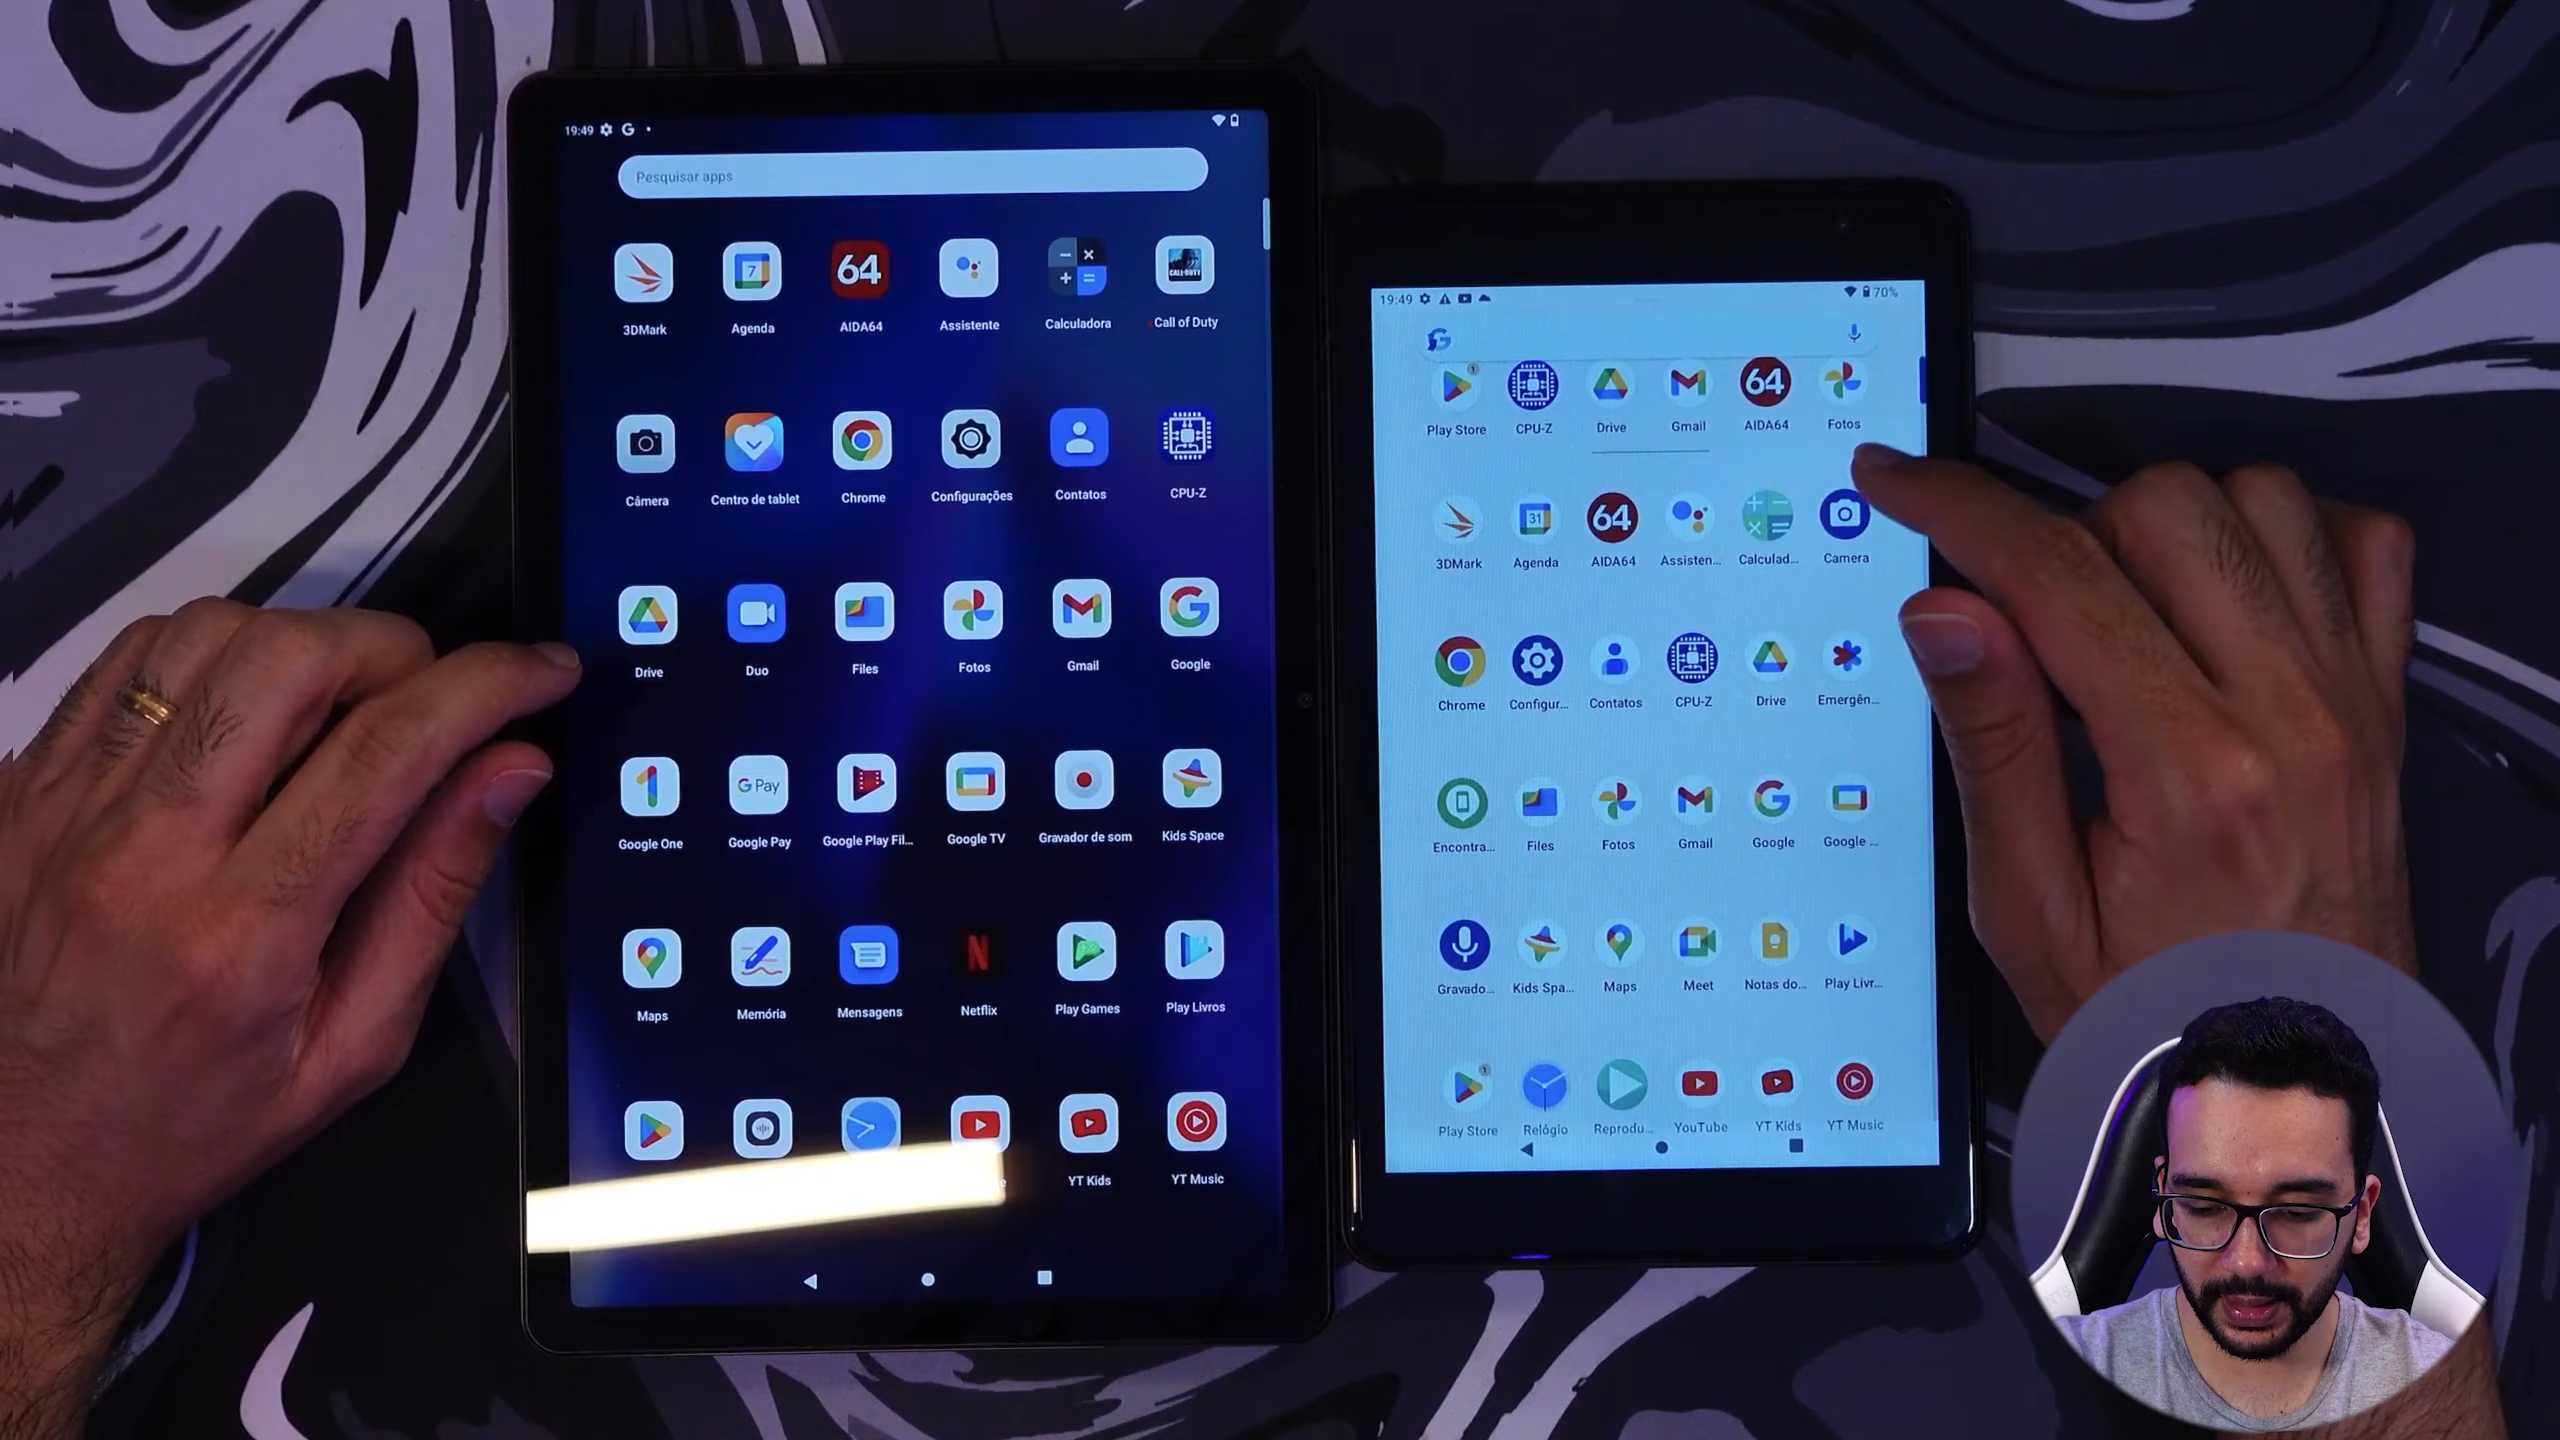 19:49
Pesquisar apps
3DMark Agenda AIDA64 Assistente Calculadora Call of Duty
Câmera Centro de tablet Chrome Configurações Contatos CPU-Z
Drive Duo Files Fotos Gmail Google
Google One Google Pay Google Play Fil... Google TV Gravador de som Kids Space
Maps Memória Mensagens Netflix Play Games Play Livros
YT Kids YT Music
7
64
CALL OF DUTY
G Pay
N
19:49 70%
Play Store CPU-Z Drive Gmail AIDA64 Fotos
3DMark Agenda AIDA64 Assisten... Calculad... Camera
Chrome Configur... Contatos CPU-Z Drive Emergên...
Encontra... Files Fotos Gmail Google Google ...
Gravado... Kids Spa... Maps Meet Notas do... Play Livr...
Play Store Relógio Reprodu... YouTube YT Kids YT Music
64
31
64